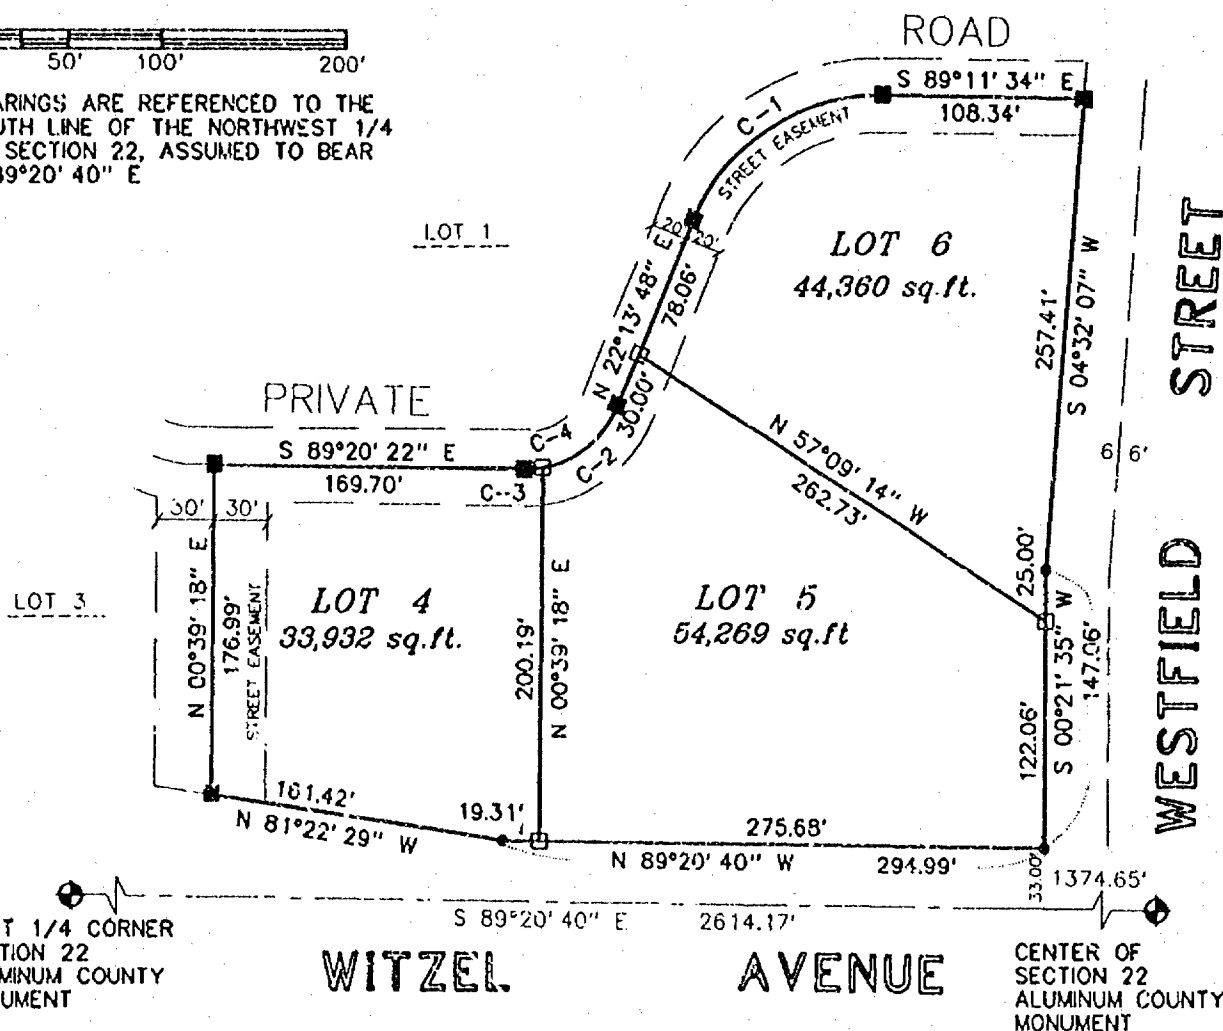 ROAD
50' 100' 200'
ARINGS ARE REFERENCED TO THE
UTH LINE OF THE NORTHWEST 1/4
SECTION 22, ASSUMED TO BEAR
89°20' 40" E
S 89°11' 34" E
108.34'
C-1
STREET EASEMENT
LOT 1
20' 20'
LOT 6
44,360 sq.ft.
N 22°13' 48" E
78.06'
30.00'
257.41'
S 04°32' 07" W
STREET
PRIVATE
S 89°20' 22" E
169.70'
C-4
C-2
C--3
N 57°09' 14" W
262.73'
6 6'
30' 30'
LOT 3
N 00°39' 18" E
176.99'
STREET EASEMENT
LOT 4
33,932 sq.ft.
200.19'
N 00°39' 18" E
LOT 5
54,269 sq.ft
25.00'
122.06'
S 00°21' 35" W
147.06'
WESTFIELD
161.42'
N 81°22' 29" W
19.31'
275.68'
N 89°20' 40" W
294.99'
33.00'
1374.65'
S 89°20' 40" E 2614.17'
T 1/4 CORNER
TION 22
MINUM COUNTY
UMENT
WITZEL AVENUE
CENTER OF
SECTION 22
ALUMINUM COUNTY
MONUMENT